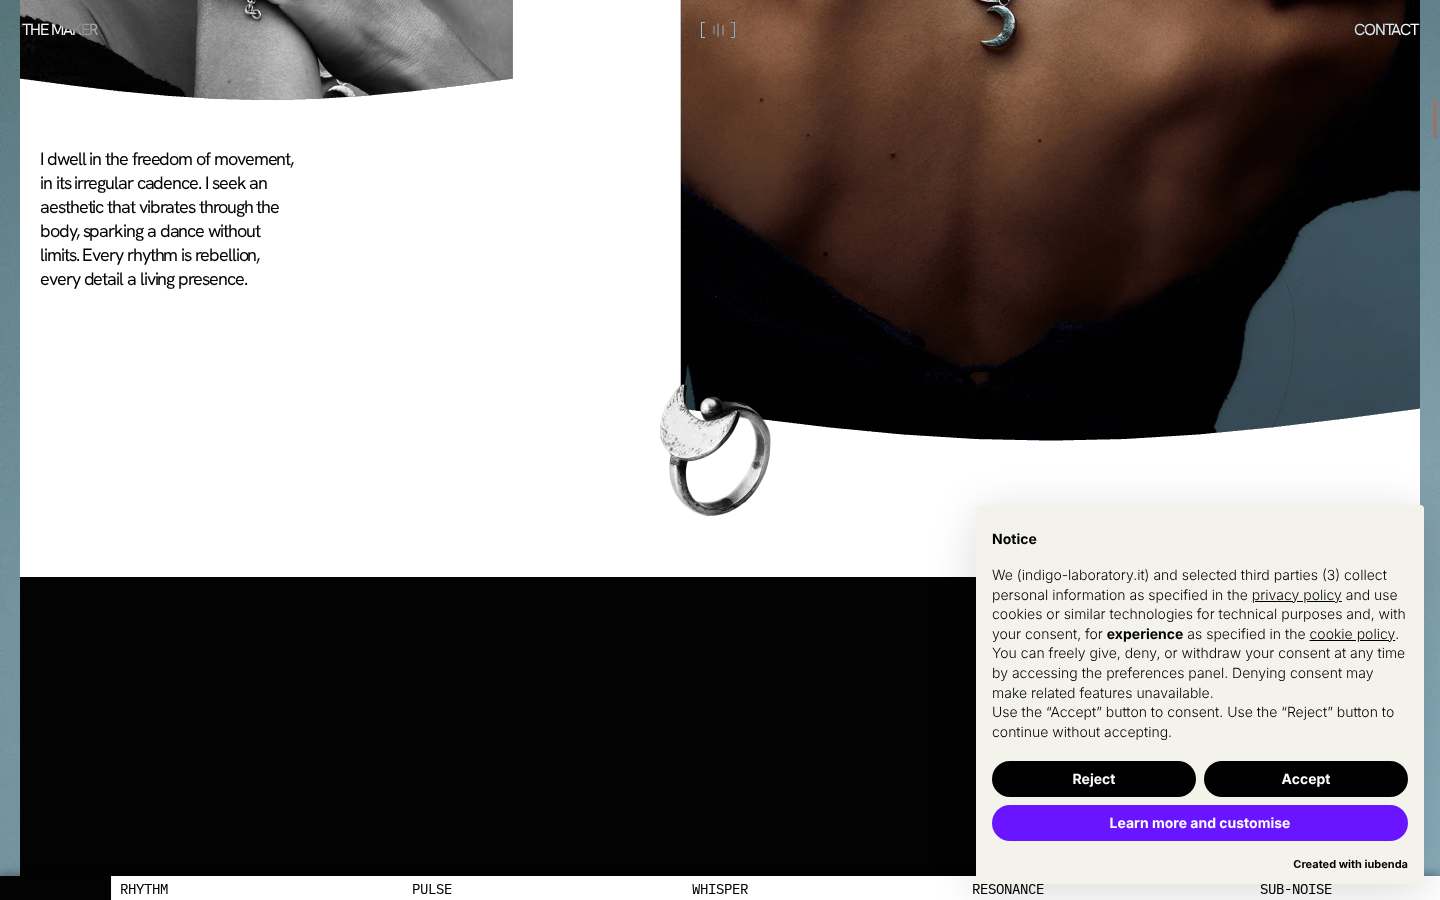 THE MAKER
CONTACT
I dwell in the freedom of movement,
in its irregular cadence. I seek an
aesthetic that vibrates through the
body, sparking a dance without
limits. Every rhythm is rebellion,
every detail a living presence.
Notice
We (indigo-laboratory.it) and selected third parties (3) collect
personal information as specified in the privacy policy and use
cookies or similar technologies for technical purposes and, with
your consent, for experience as specified in the cookie policy.
You can freely give, deny, or withdraw your consent at any time
by accessing the preferences panel. Denying consent may
make related features unavailable.
Use the “Accept” button to consent. Use the “Reject” button to
continue without accepting.
Reject
Accept
Learn more and customise
Created with iubenda
RHYTHM
PULSE
WHISPER
RESONANCE
SUB-NOISE